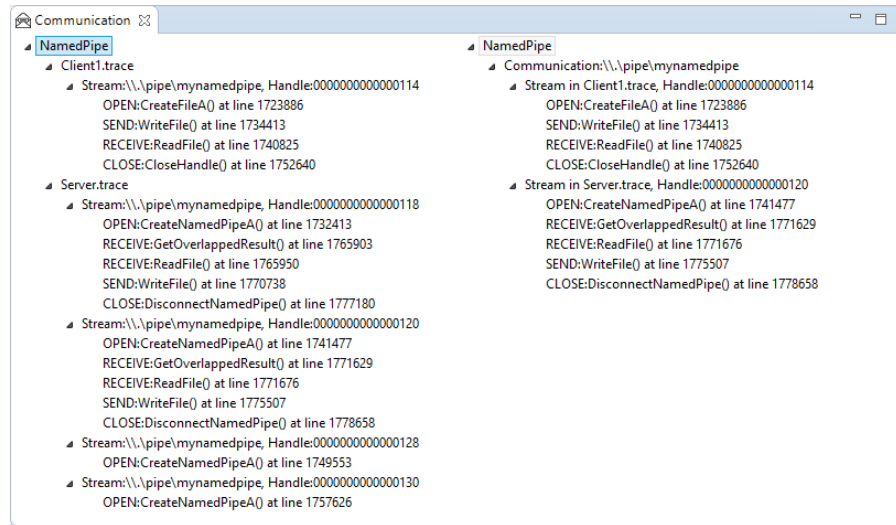 Communication
NamedPipe
Client1.trace
Stream:\\.\pipe\mynamedpipe, Handle:0000000000000114
OPEN:CreateFileA() at line 1723886
SEND:WriteFile() at line 1734413
RECEIVE:ReadFile() at line 1740825
CLOSE:CloseHandle() at line 1752640
Server.trace
Stream:\\.\pipe\mynamedpipe, Handle:0000000000000118
OPEN:CreateNamedPipeA() at line 1732413
RECEIVE:GetOverlappedResult() at line 1765903
RECEIVE:ReadFile() at line 1765950
SEND:WriteFile() at line 1770738
CLOSE:DisconnectNamedPipe() at line 1777180
Stream:\\.\pipe\mynamedpipe, Handle:0000000000000120
OPEN:CreateNamedPipeA() at line 1741477
RECEIVE:GetOverlappedResult() at line 1771629
RECEIVE:ReadFile() at line 1771676
SEND:WriteFile() at line 1775507
CLOSE:DisconnectNamedPipe() at line 1778658
Stream:\\.\pipe\mynamedpipe, Handle:0000000000000128
OPEN:CreateNamedPipeA() at line 1749553
Stream:\\.\pipe\mynamedpipe, Handle:0000000000000130
OPEN:CreateNamedPipeA() at line 1757626
NamedPipe
Communication:\\.\pipe\mynamedpipe
Stream in Client1.trace, Handle:0000000000000114
OPEN:CreateFileA() at line 1723886
SEND:WriteFile() at line 1734413
RECEIVE:ReadFile() at line 1740825
CLOSE:CloseHandle() at line 1752640
Stream in Server.trace, Handle:0000000000000120
OPEN:CreateNamedPipeA() at line 1741477
RECEIVE:GetOverlappedResult() at line 1771629
RECEIVE:ReadFile() at line 1771676
SEND:WriteFile() at line 1775507
CLOSE:DisconnectNamedPipe() at line 1778658